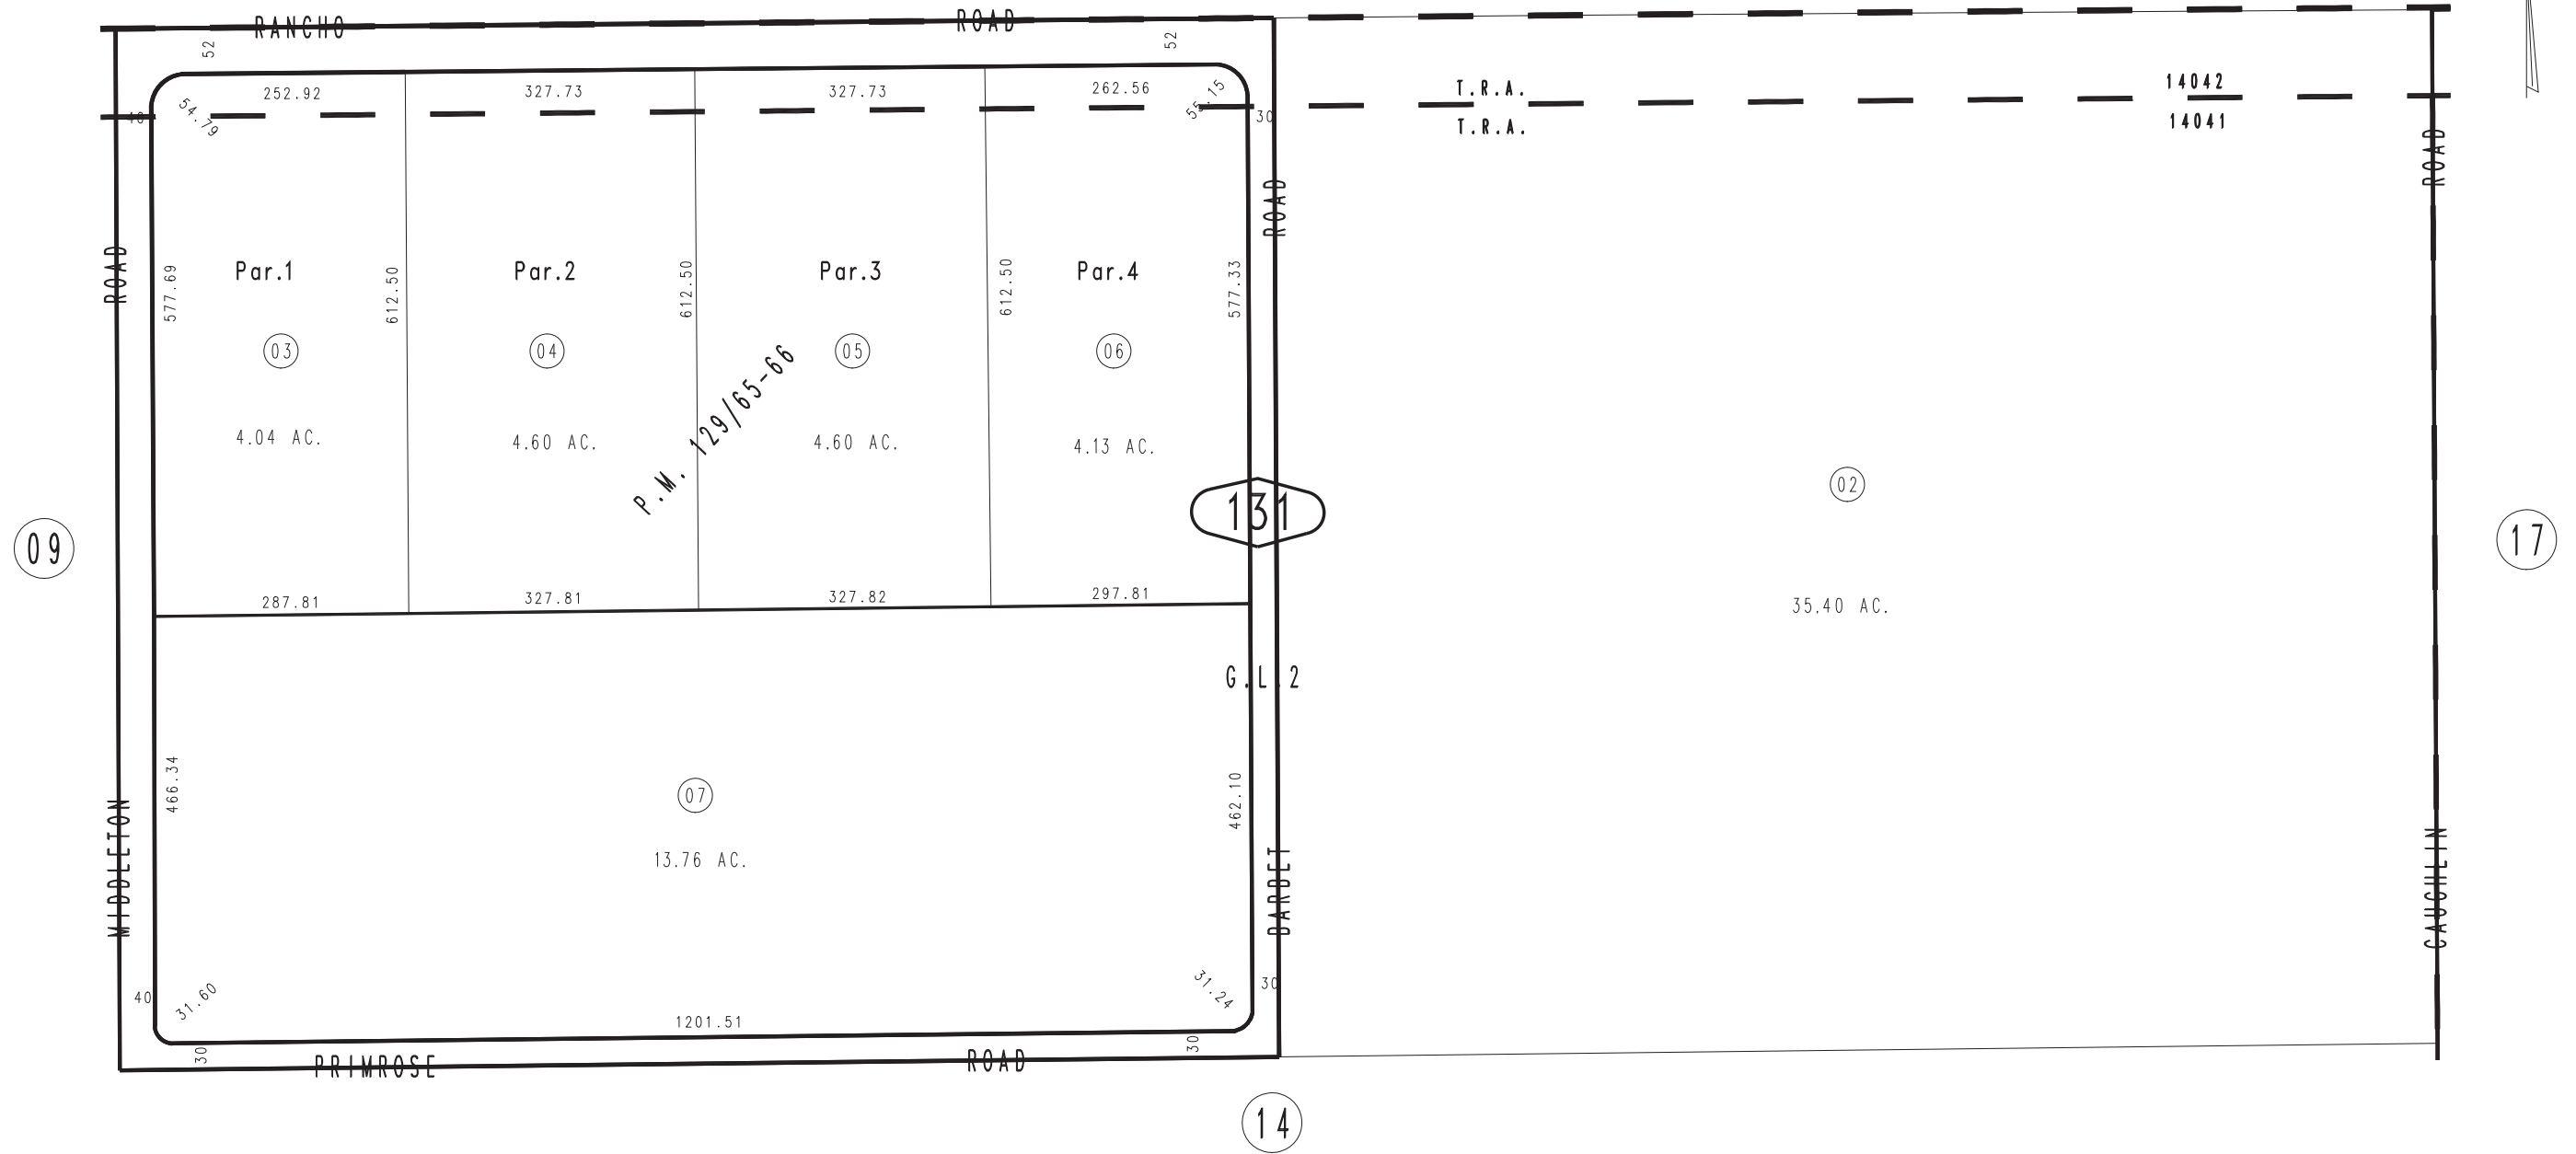 RANCHO ROAD
52 52
252.92 327.73 327.73 262.56
54.79 55.15
T.R.A. 14042
T.R.A. 14041
30
ROAD ROAD ROAD
Par.1 Par.2 Par.3 Par.4
577.69 612.50 612.50 612.50 577.33
03 04 05 06
4.04 AC. 4.60 AC. 4.60 AC. 4.13 AC.
P.M. 129/65-66
02
131
09 17
287.81 327.81 327.82 297.81
35.40 AC.
G.L.2
466.34 462.10
07
13.76 AC.
MIDDLETON DARBET CAUGHLIN
40 31.60 31.24 30
1201.51
30 30
PRIMROSE ROAD
14